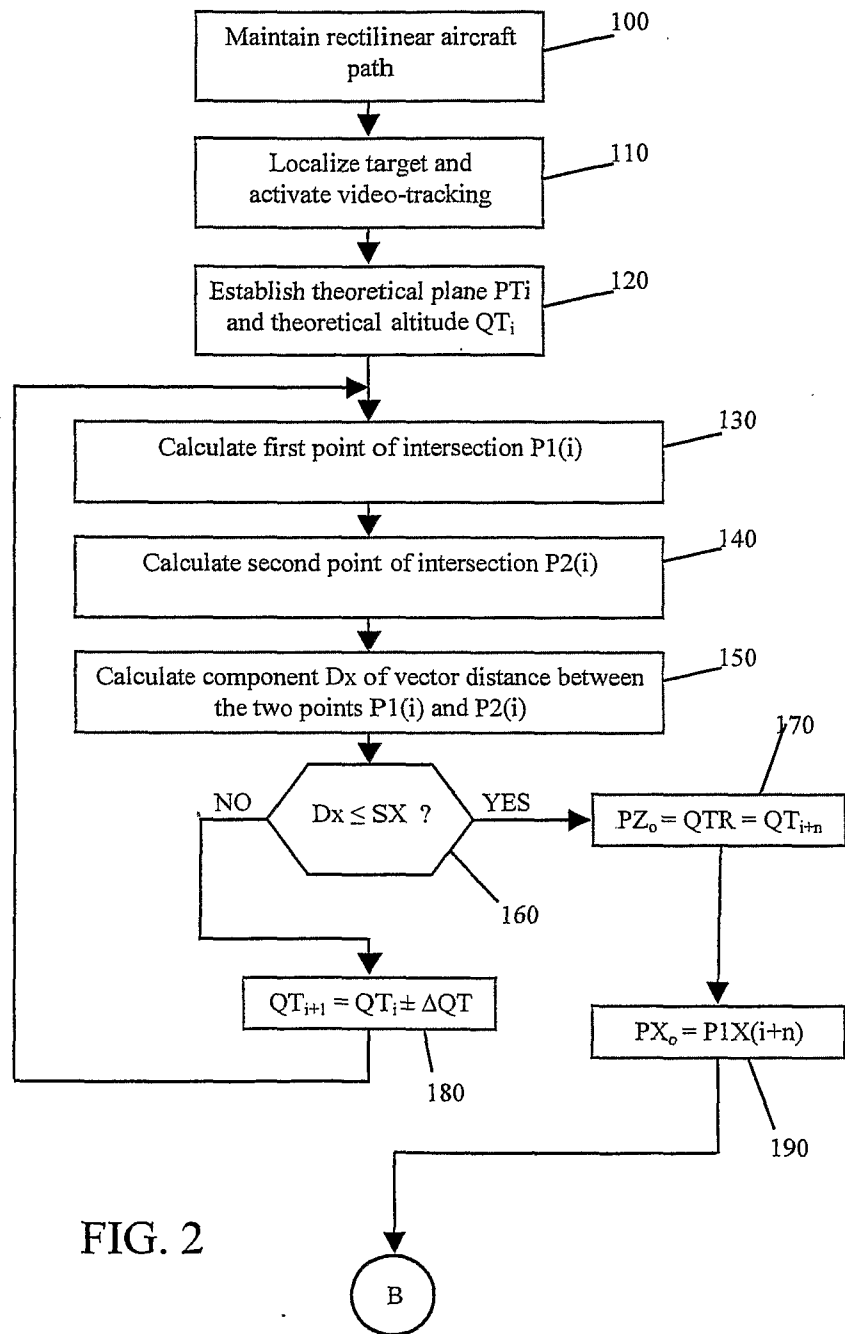 100
Maintain rectilinear aircraft
path
110
Localize target and
activate video-tracking
120
Establish theoretical plane PTi
and theoretical altitude QTᵢ
130
Calculate first point of intersection P1(i)
140
Calculate second point of intersection P2(i)
150
Calculate component Dx of vector distance between
the two points P1(i) and P2(i)
170
NO
Dx ≤ SX ?
YES
PZₒ = QTR = QTᵢ₊ₙ
160
QTᵢ₊₁ = QTᵢ ± ΔQT
180
PXₒ = P1X(i+n)
190
FIG. 2
B